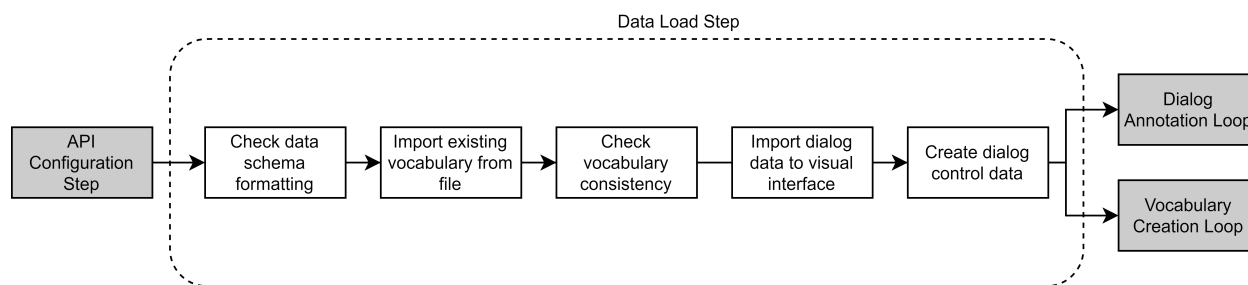 Data Load Step
API
Configuration
Step
Check data
schema
formatting
Import existing
vocabulary from
file
Check
vocabulary
consistency
Import dialog
data to visual
interface
Create dialog
control data
Dialog
Annotation Loop
Vocabulary
Creation Loop